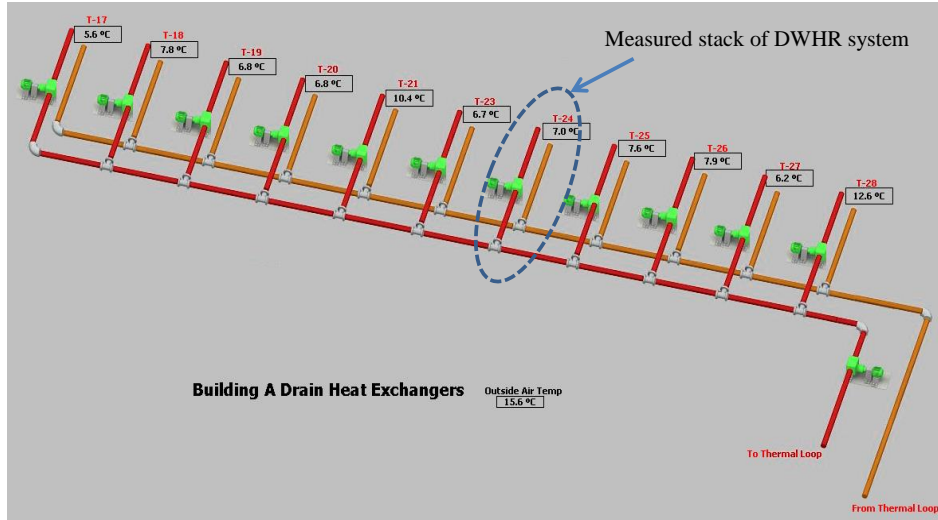 T-17
5.6 ºC
T-18
7.8 ºC
T-19
6.8 ºC
T-20
6.8 ºC
T-21
10.4 ºC
T-23
6.7 ºC
T-24
7.0 ºC
T-25
7.6 ºC
T-26
7.9 ºC
T-27
6.2 ºC
T-28
12.6 ºC
Measured stack of DWHR system
Building A Drain Heat Exchangers
Outside Air Temp
15.6 ºC
To Thermal Loop
From Thermal Loop